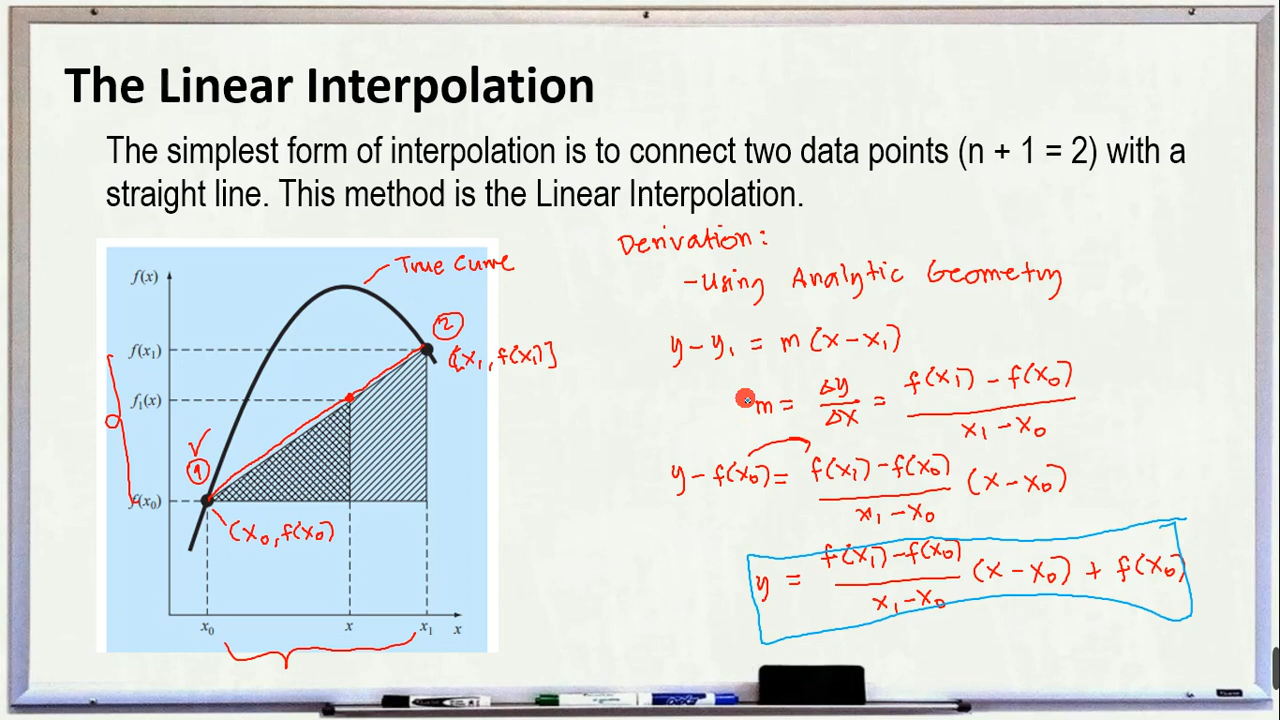 The Linear Interpolation
The simplest form of interpolation is to connect two data points (n + 1 = 2) with a
straight line. This method is the Linear Interpolation.
f(x)
True Curve
f(x₁)
②
[x₁, f(x₁)]
f₁(x)
①
f(x₀)
(x₀, f(x₀)
x₀
x
x₁
x
Derivation:
- Using Analytic Geometry
y - y₁ = m(x - x₁)
m = Δy/Δx = (f(x₁) - f(x₀))/(x₁ - x₀)
y - f(x₀) = (f(x₁) - f(x₀))/(x₁ - x₀) (x - x₀)
y = (f(x₁) - f(x₀))/(x₁ - x₀) (x - x₀) + f(x₀)